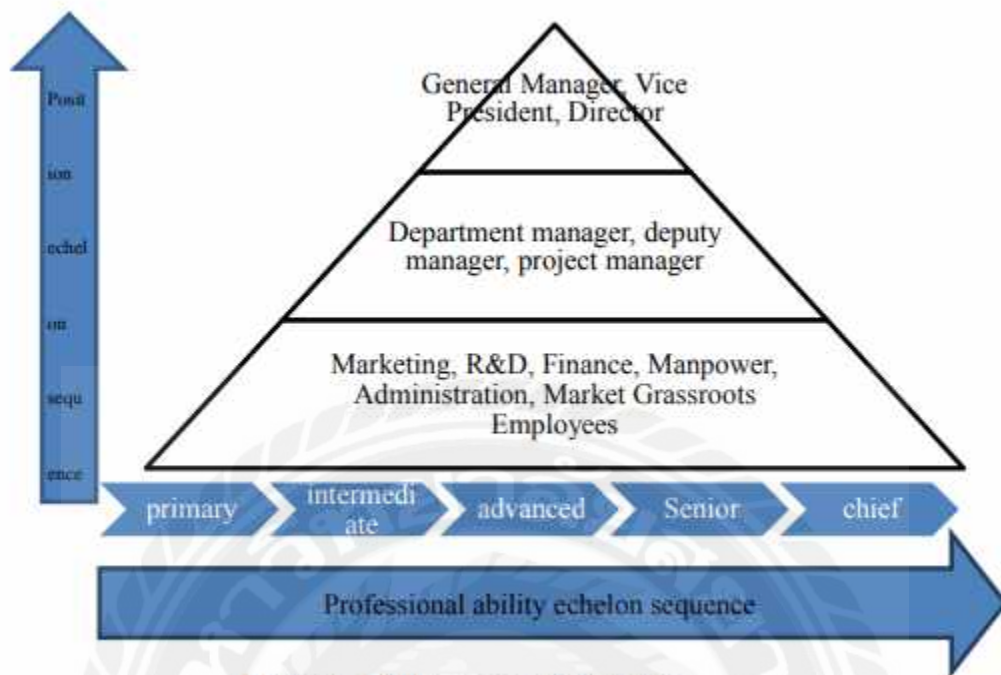 Posit
ion
echel
on
sequ
ence
General Manager, Vice
President, Director
Department manager, deputy
manager, project manager
Marketing, R&D, Finance, Manpower,
Administration, Market Grassroots
Employees
primary
intermedi
ate
advanced
Senior
chief
Professional ability echelon sequence